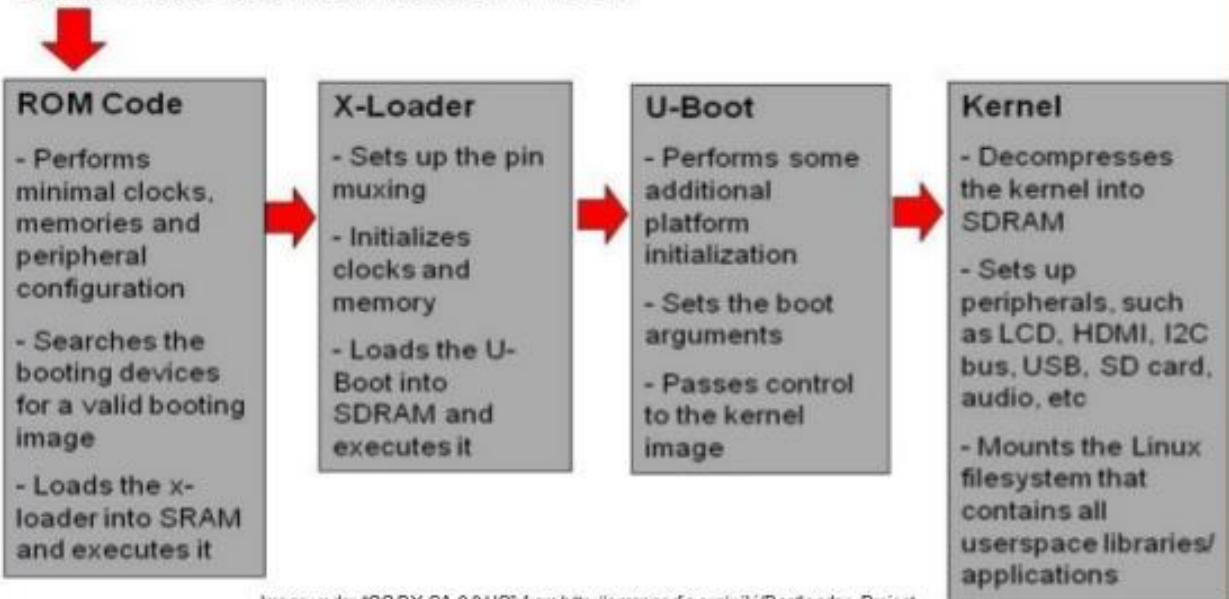 ROM Code
- Performs
minimal clocks,
memories and
peripheral
configuration
- Searches the
booting devices
for a valid booting
image
- Loads the x-
loader into SRAM
and executes it
X-Loader
- Sets up the pin
muxing
- Initializes
clocks and
memory
- Loads the U-
Boot into
SDRAM and
executes it
U-Boot
- Performs some
additional
platform
initialization
- Sets the boot
arguments
- Passes control
to the kernel
image
Kernel
- Decompresses
the kernel into
SDRAM
- Sets up
peripherals, such
as LCD, HDMI, I2C
bus, USB, SD card,
audio, etc
- Mounts the Linux
filesystem that
contains all
userspace libraries/
applications